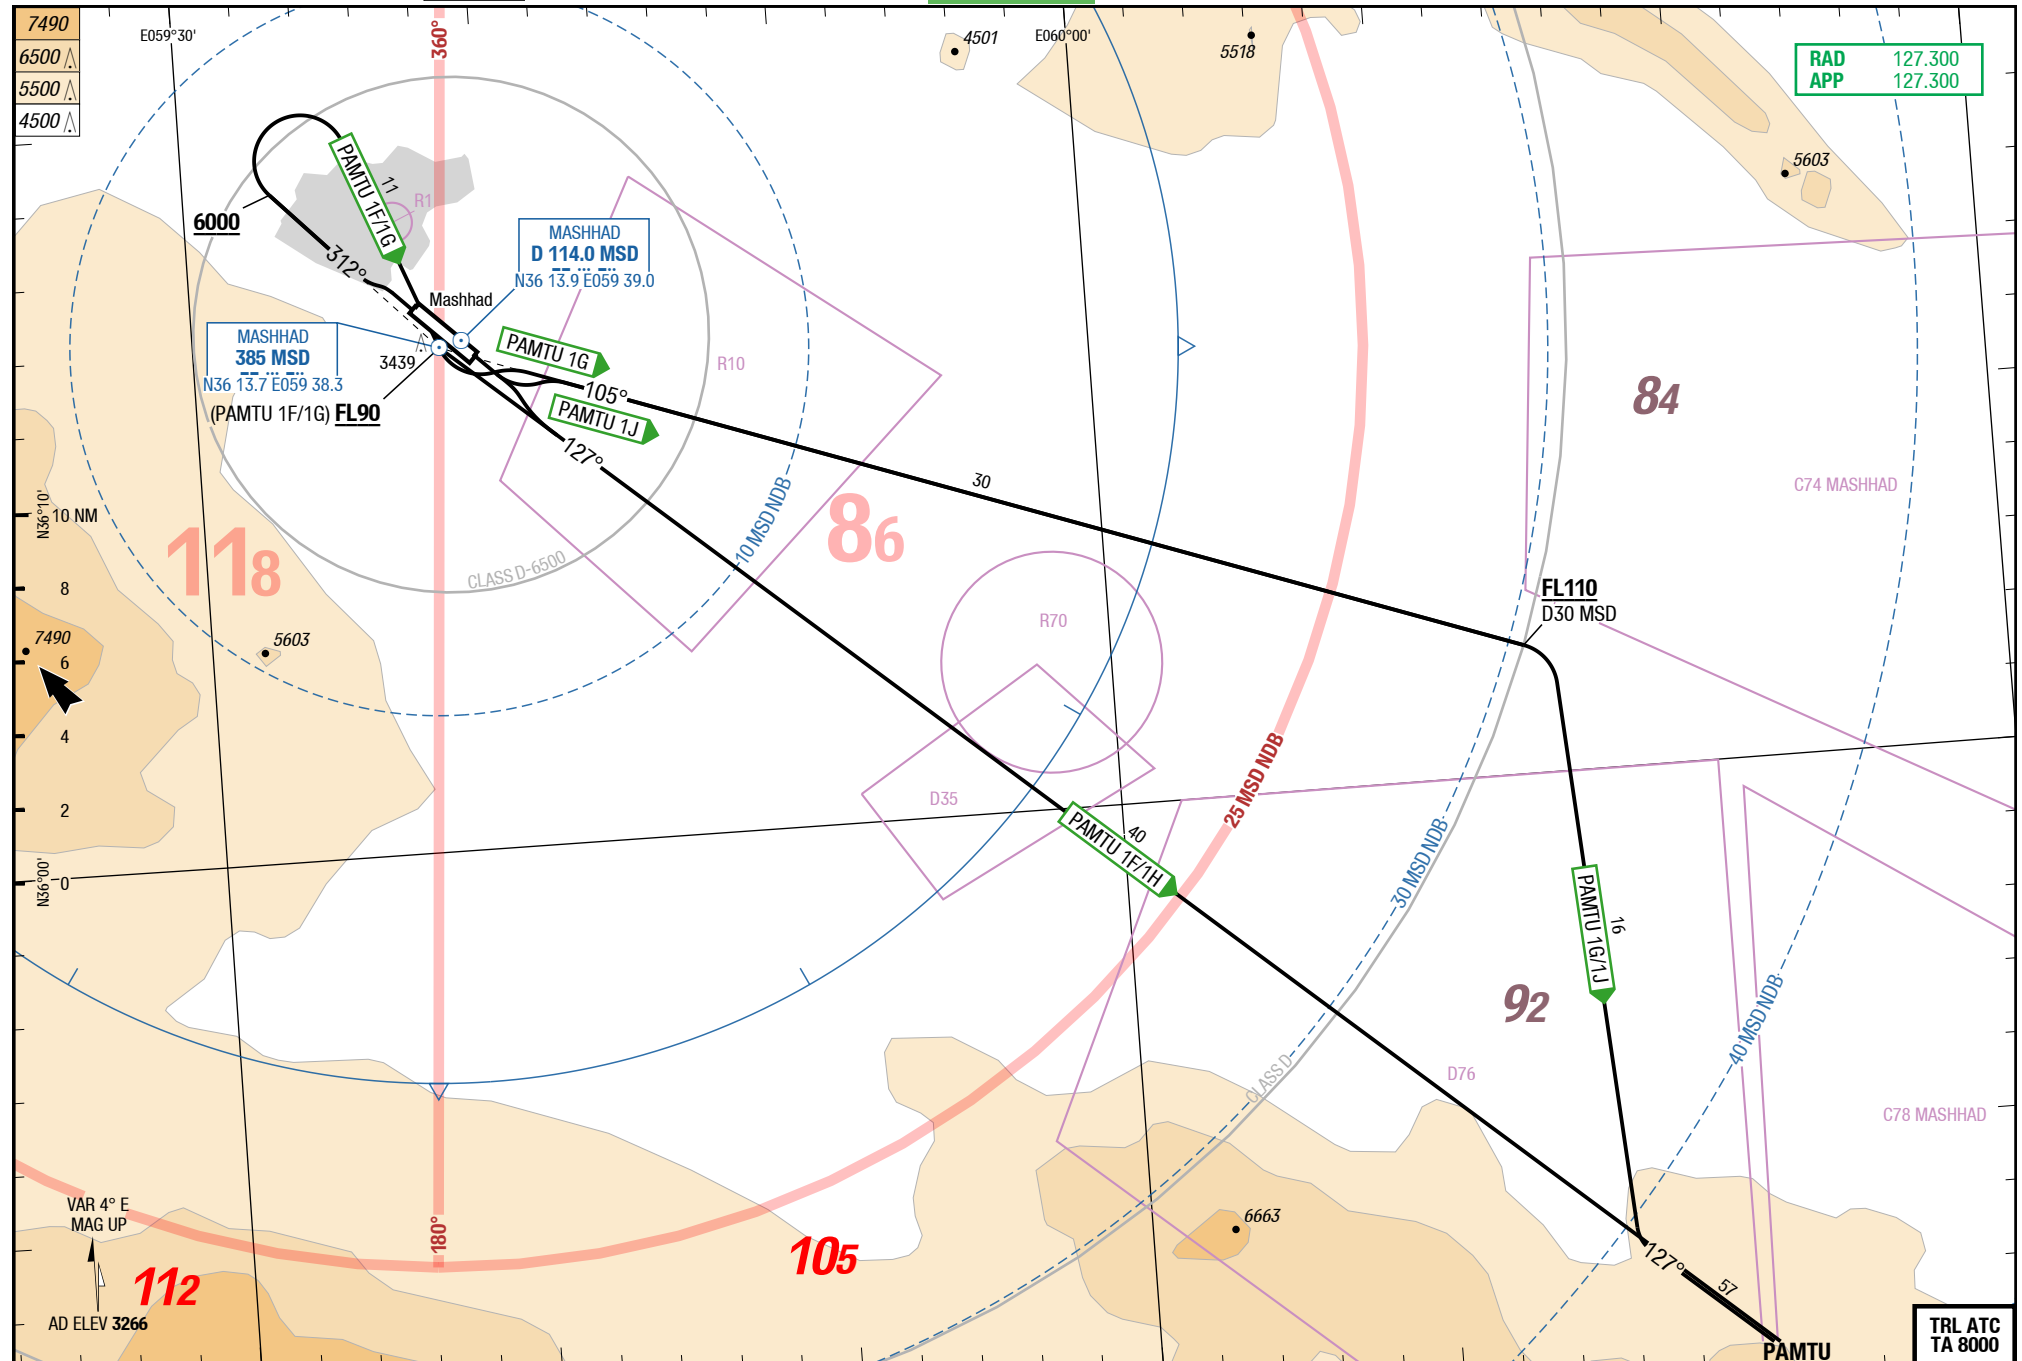 7490
6500
5500
4500
E059°30'
360°
4501
E060°00'
5518
RAD 127.300
APP 127.300
5603
PAMTU 1F/1G
11
R1
6000
312°
MASHHAD
D 114.0 MSD
N36 13.9 E059 39.0
Mashhad
MASHHAD
385 MSD
N36 13.7 E059 38.3
3439
(PAMTU 1F/1G) FL90
PAMTU 1G
105°
PAMTU 1J
127°
R10
84
C74 MASHHAD
30
10 MSD NDB
86
118
CLASS D-6500
N36°10'
10 NM
8
6
4
2
0
N36°00'
7490
5603
R70
FL110
D30 MSD
D35
25 MSD NDB
40
PAMTU 1F/1H
30 MSD NDB
PAMTU 1G/1J
16
92
40 MSD NDB
CLASS D
D76
C78 MASHHAD
VAR 4° E
MAG UP
180°
6663
105
112
AD ELEV 3266
127°
57
PAMTU
TRL ATC
TA 8000